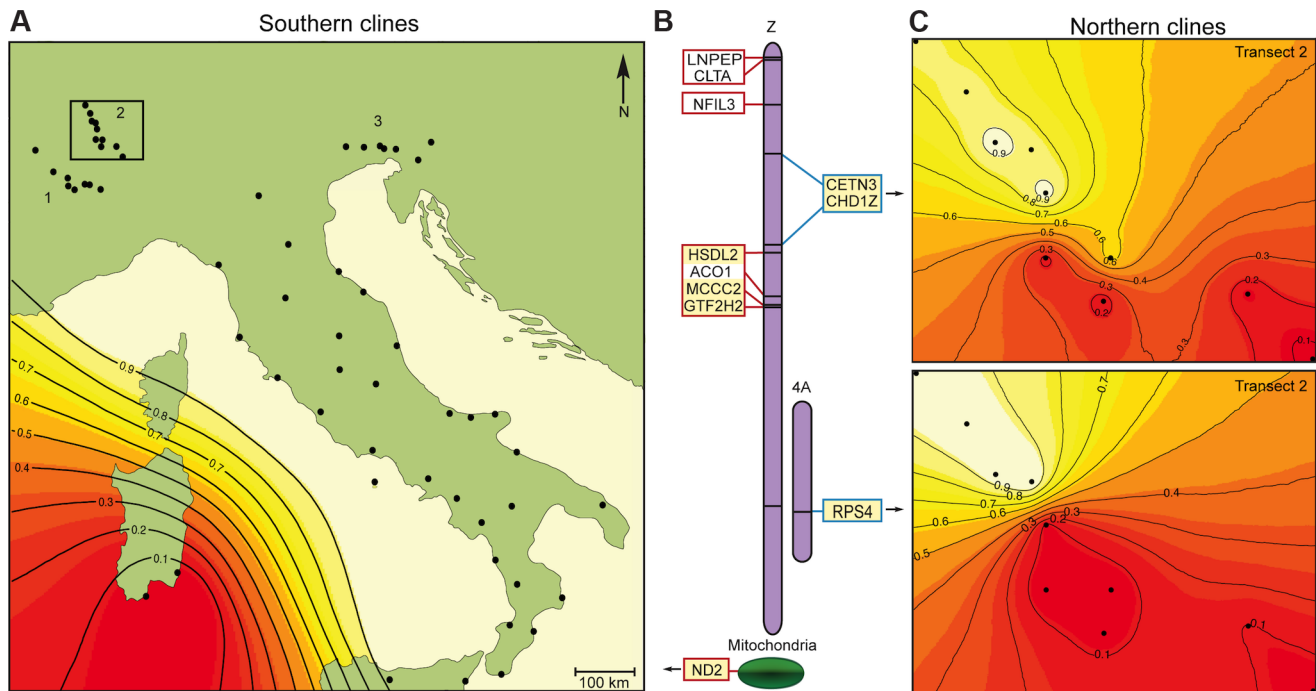 A
Southern clines
N
1
2
3
0.9
0.8
0.7
0.7
0.6
0.5
0.4
0.3
0.2
0.1
100 km
B
Z
LNPEP
CLTA
NFIL3
CETN3
CHD1Z
HSDL2
ACO1
MCCC2
GTF2H2
4A
RPS4
Mitochondria
ND2
C
Northern clines
Transect 2
0.9
0.9
0.8
0.7
0.6
0.6
0.5
0.6
0.4
0.3
0.3
0.3
0.2
0.2
0.3
0.1
Transect 2
0.7
0.9
0.8
0.7
0.6
0.6
0.5
0.4
0.3
0.2
0.3
0.1
0.1